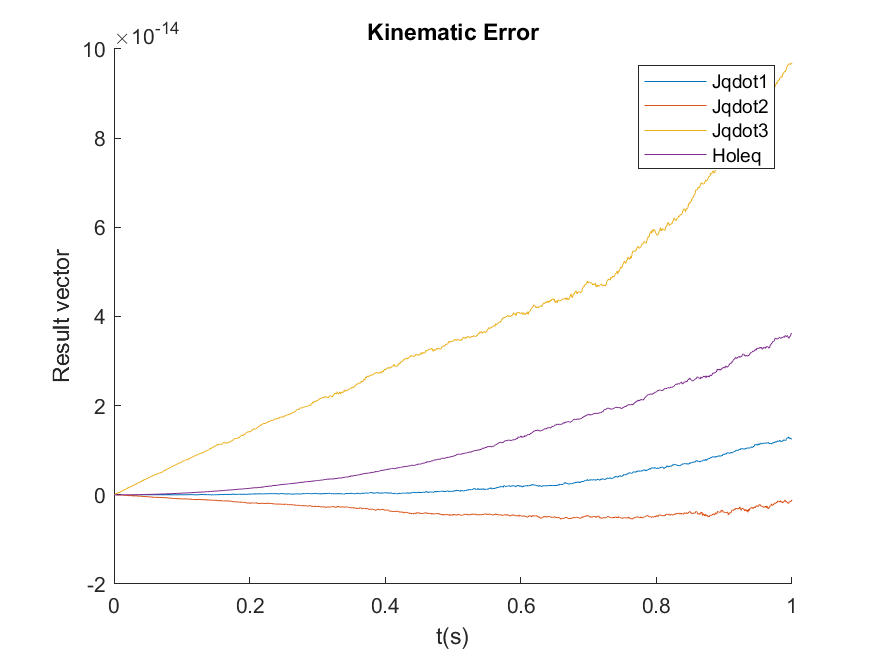 Kinematic Error
×10-14
10
8
6
4
2
0
-2
Result vector
0
0.2
0.4
0.6
0.8
1
t(s)
Jqdot1
Jqdot2
Jqdot3
Holeq